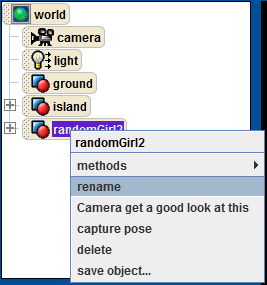 world
camera
light
ground
island
randomGirl2
randomGirl2
methods
rename
Camera get a good look at this
capture pose
delete
save object...